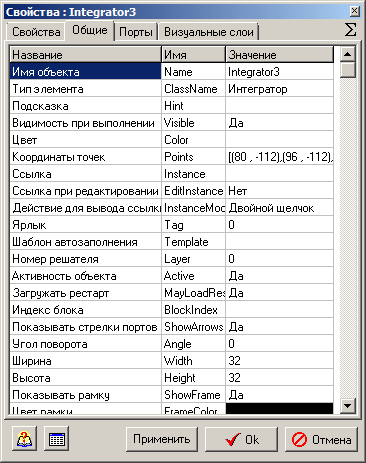 Свойства : Integrator3
Свойства Общие Порты Визуальные слои Σ
Название Имя Значение
Имя объекта Name Integrator3
Тип элемента ClassName Интегратор
Подсказка Hint
Видимость при выполнении Visible Да
Цвет Color
Координаты точек Points [(80 , -112),(96 , -112),
Ссылка Instance
Ссылка при редактировании EditInstance Нет
Действие для вывода ссылки InstanceMod Двойной щелчок
Ярлык Tag 0
Шаблон автозаполнения Template
Номер решателя Layer 0
Активность объекта Active Да
Загружать рестарт MayLoadRes Да
Индекс блока BlockIndex
Показывать стрелки портов ShowArrows Да
Угол поворота Angle 0
Ширина Width 32
Высота Height 32
Показывать рамку ShowFrame Да
Цвет рамки FrameColor
Применить Ok Отмена